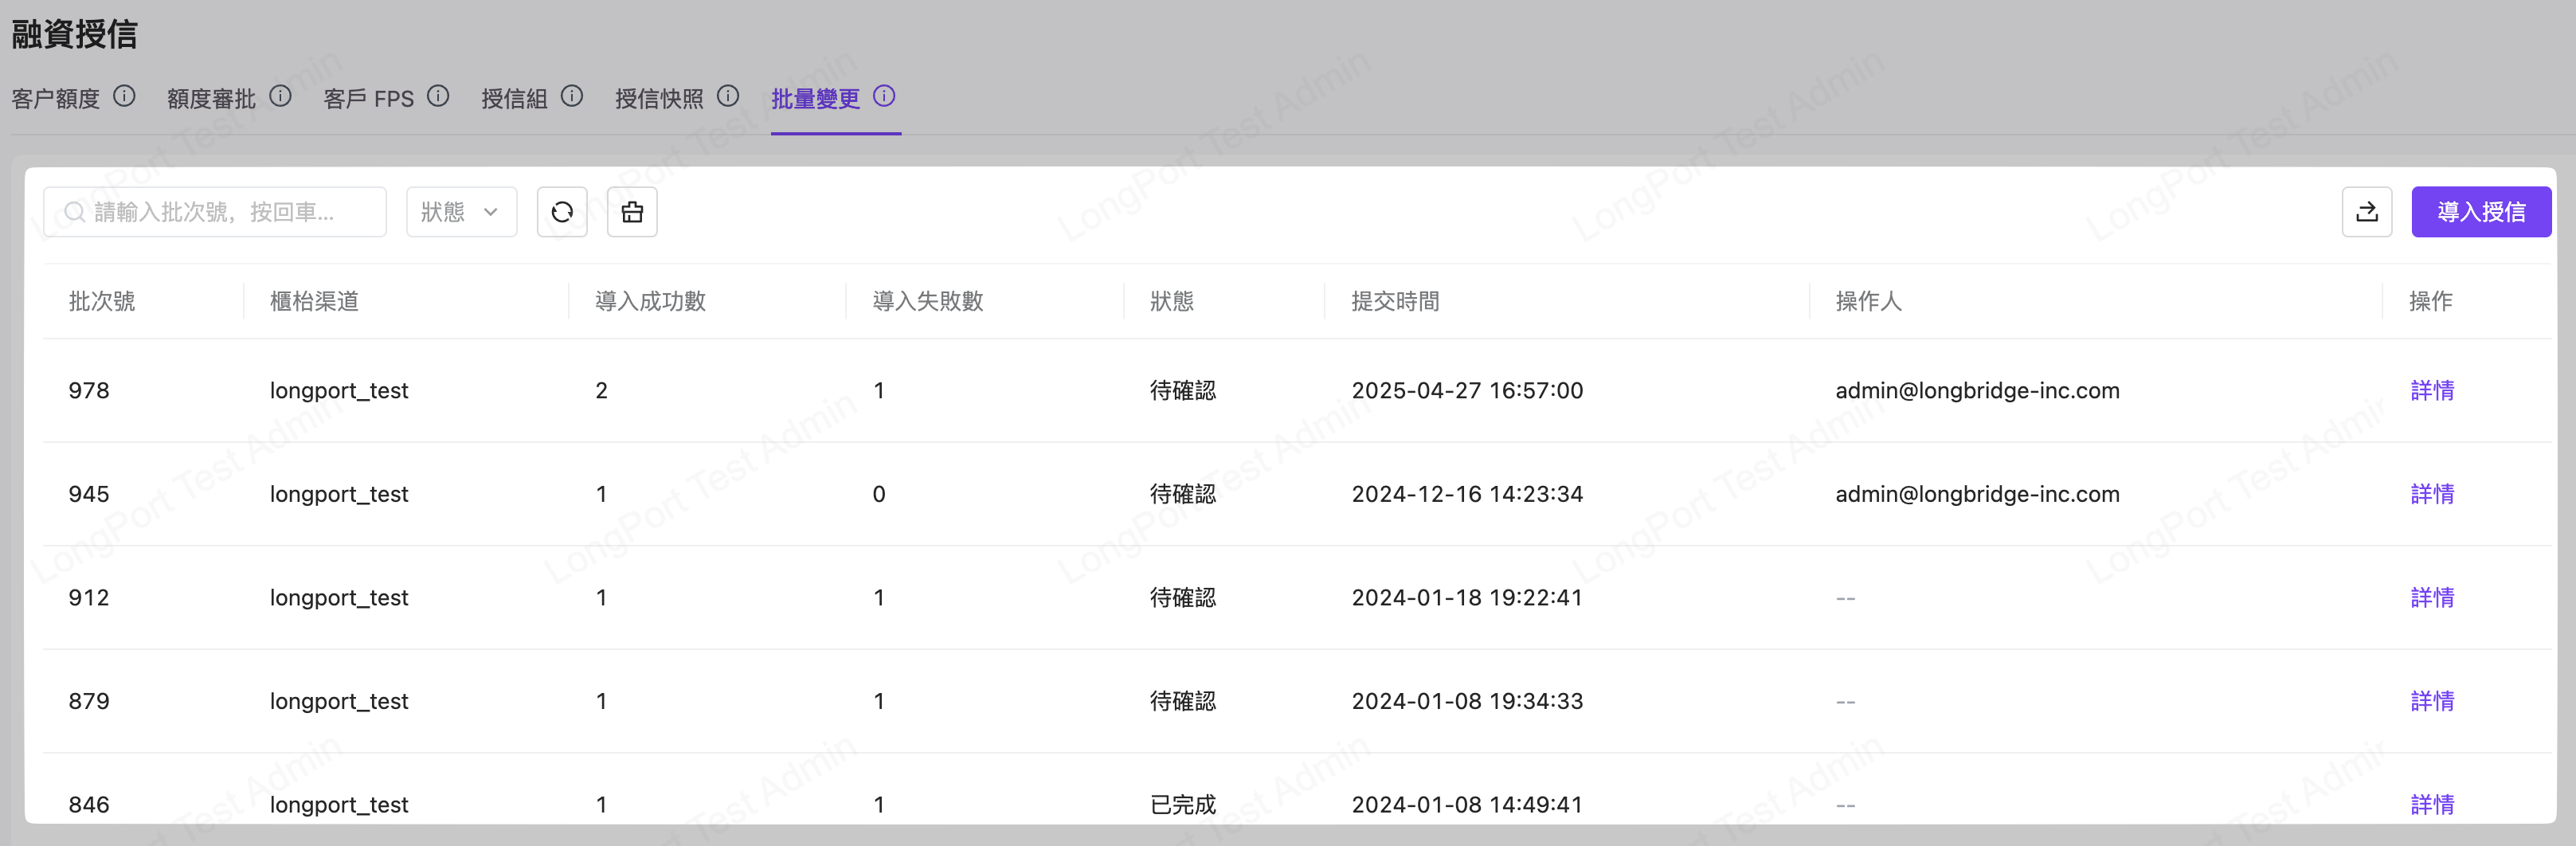 融資授信
客户額度 額度審批 客戶 FPS 授信組 授信快照 批量變更
請輸入批次號，按回車... 狀態 導入授信
批次號 櫃枱渠道 導入成功數 導入失敗數 狀態 提交時間 操作人 操作
978 longport_test 2 1 待確認 2025-04-27 16:57:00 admin@longbridge-inc.com 詳情
945 longport_test 1 0 待確認 2024-12-16 14:23:34 admin@longbridge-inc.com 詳情
912 longport_test 1 1 待確認 2024-01-18 19:22:41 -- 詳情
879 longport_test 1 1 待確認 2024-01-08 19:34:33 -- 詳情
846 longport_test 1 1 已完成 2024-01-08 14:49:41 -- 詳情
LongPort Test Admin